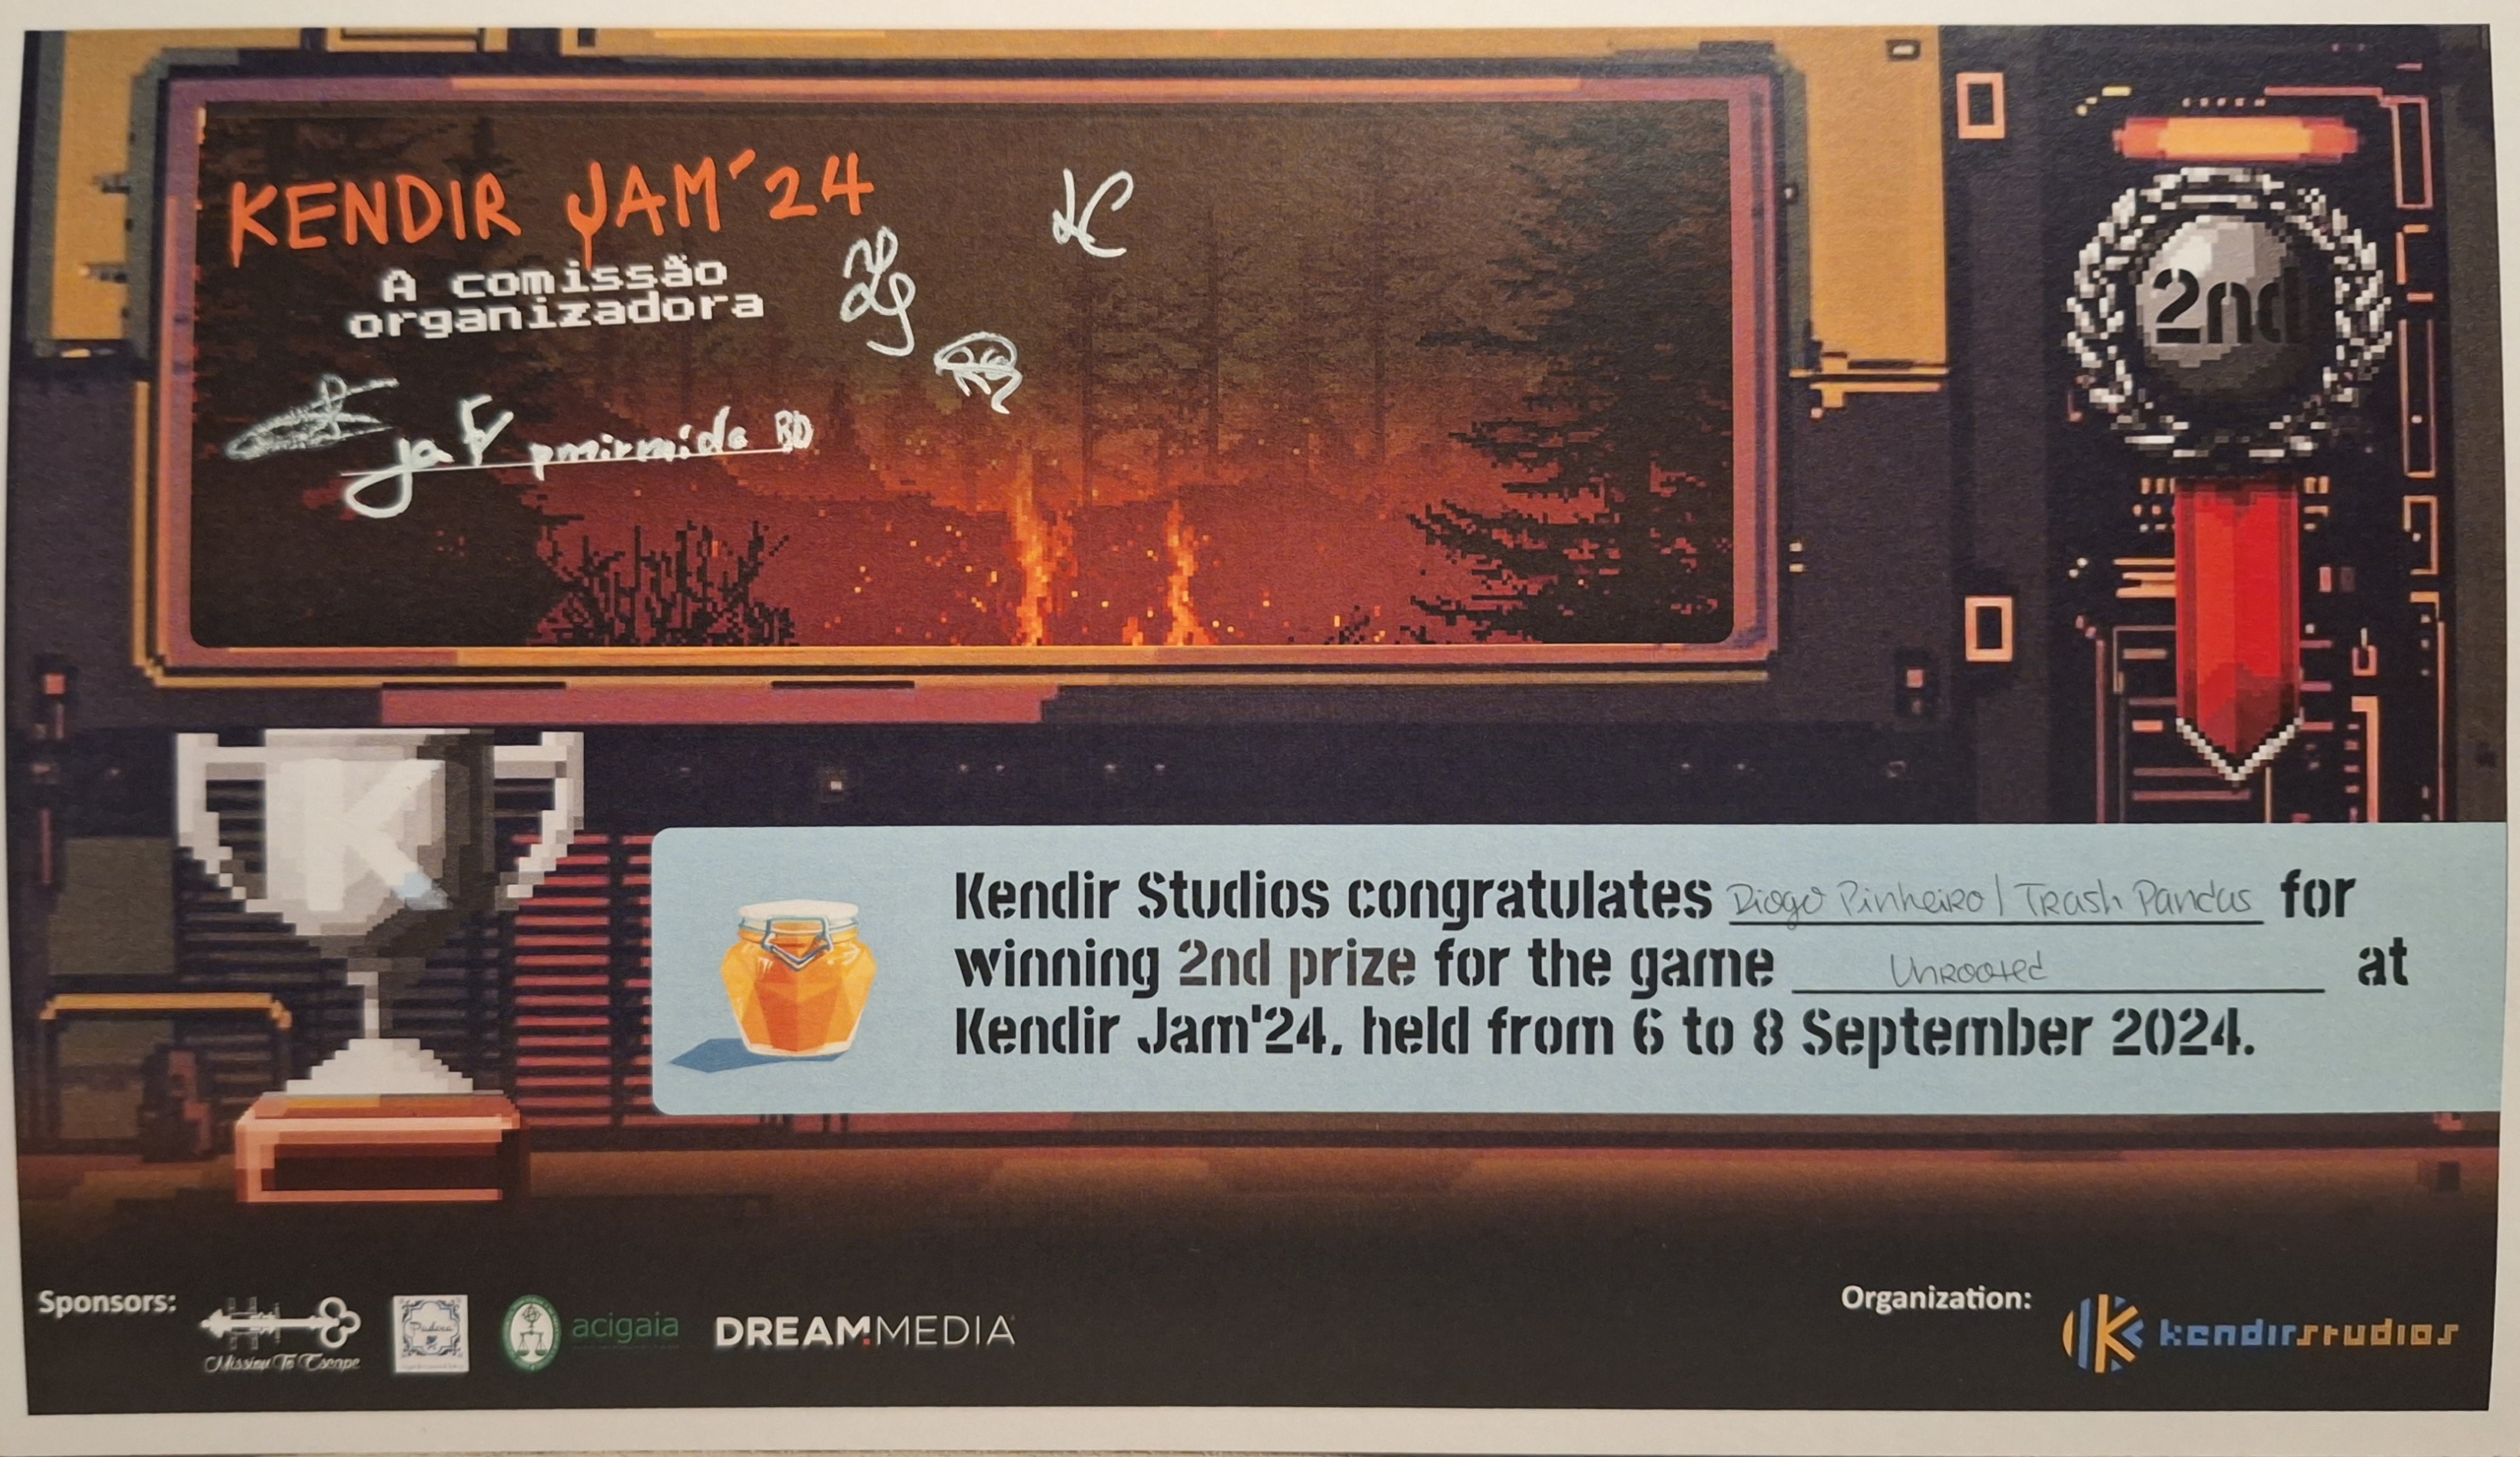 KENDIR JAM'24
A comissão
organizadora
2nd
K
Kendir Studios congratulates Diogo Pinheiro | Trash Pandas for
winning 2nd prize for the game Unrooted at
Kendir Jam'24, held from 6 to 8 September 2024.
Sponsors:
Mission To Escape
acigaia
DREAMMEDIA
Organization:
kendirstudios